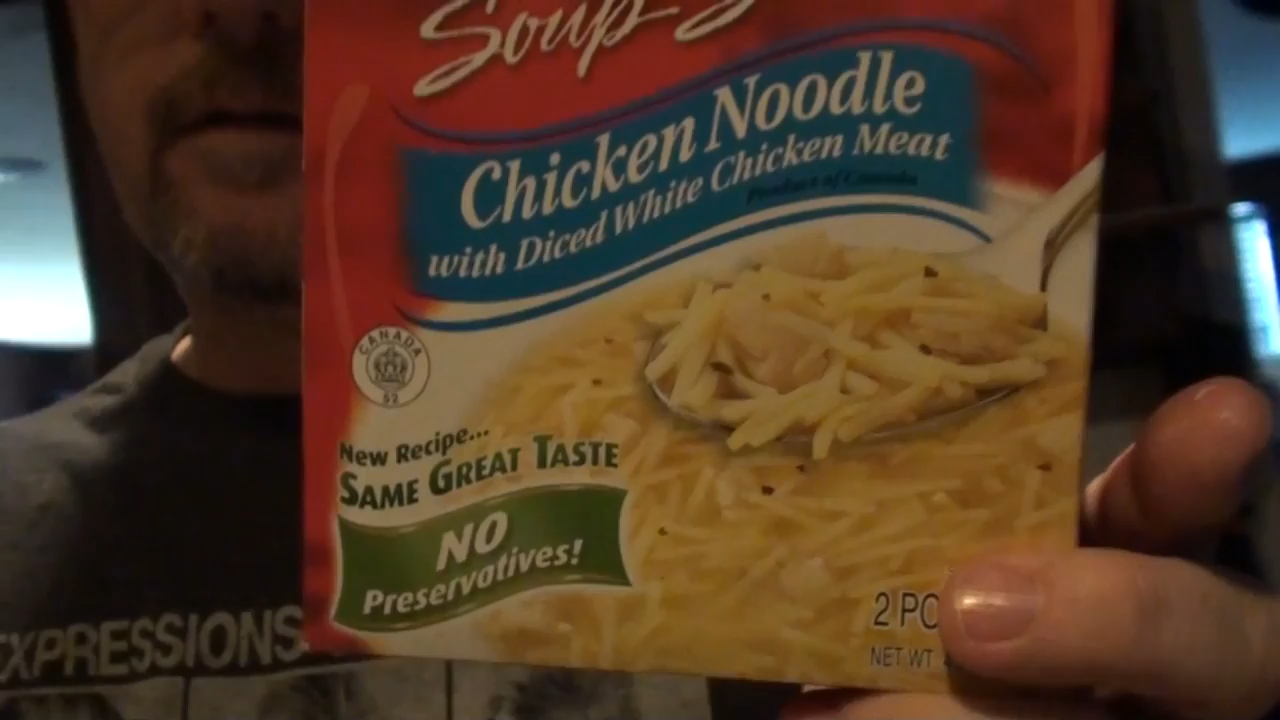 Soup
Chicken Noodle
with Diced White Chicken Meat
Product of Canada
CANADA
52
New Recipe...
SAME GREAT TASTE
NO
Preservatives!
EXPRESSIONS
2 PO
NET WT